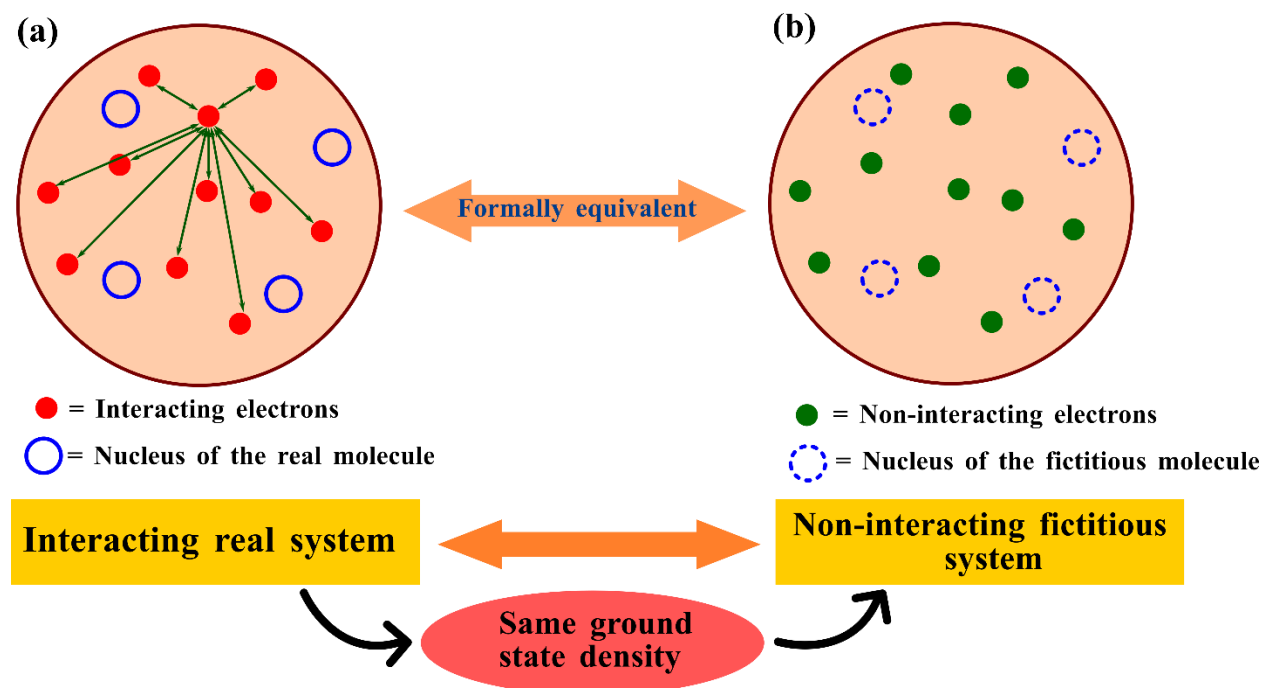 (a)
(b)
Formally equivalent
= Interacting electrons
= Nucleus of the real molecule
= Non-interacting electrons
= Nucleus of the fictitious molecule
Interacting real system
Non-interacting fictitious
system
Same ground
state density